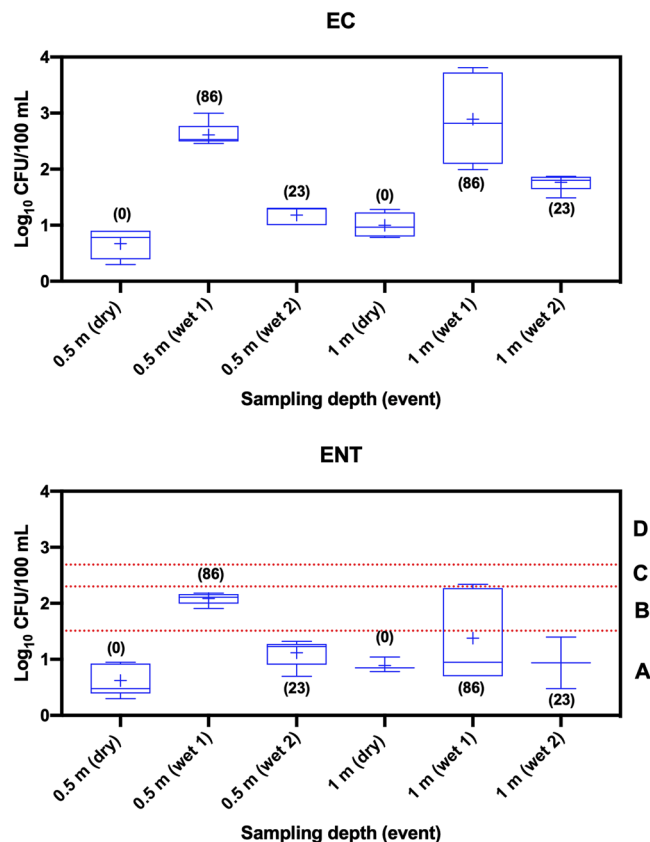 EC
Log10 CFU/100 mL
4
3
2
1
0
(0)
(86)
(23)
(0)
(86)
(23)
0.5 m (dry)
0.5 m (wet 1)
0.5 m (wet 2)
1 m (dry)
1 m (wet 1)
1 m (wet 2)
Sampling depth (event)
ENT
Log10 CFU/100 mL
4
3
2
1
0
(0)
(86)
(23)
(0)
(86)
(23)
D
C
B
A
0.5 m (dry)
0.5 m (wet 1)
0.5 m (wet 2)
1 m (dry)
1 m (wet 1)
1 m (wet 2)
Sampling depth (event)